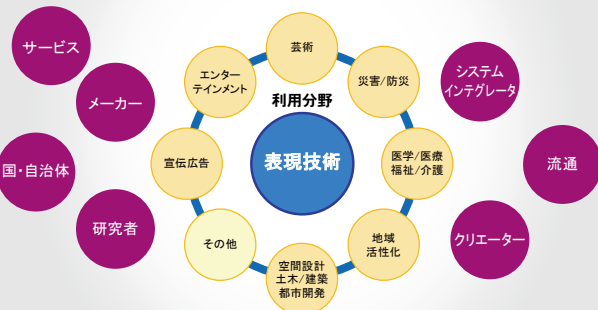 サービス
メーカー
国・自治体
研究者
芸術
エンター
テインメント
災害/防災
利用分野
表現技術
宣伝広告
医学/医療
福祉/介護
その他
地域
活性化
空間設計
土木/建築
都市開発
システム
インテグレータ
流通
クリエーター